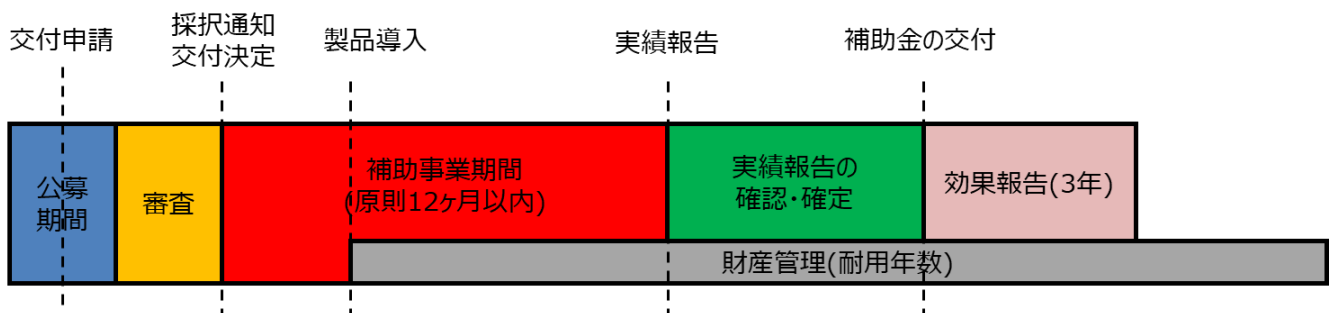 交付申請
採択通知
交付決定
製品導入
実績報告
補助金の交付
公募
期間
審査
補助事業期間
(原則12ヶ月以内)
実績報告の
確認・確定
効果報告(3年)
財産管理(耐用年数)